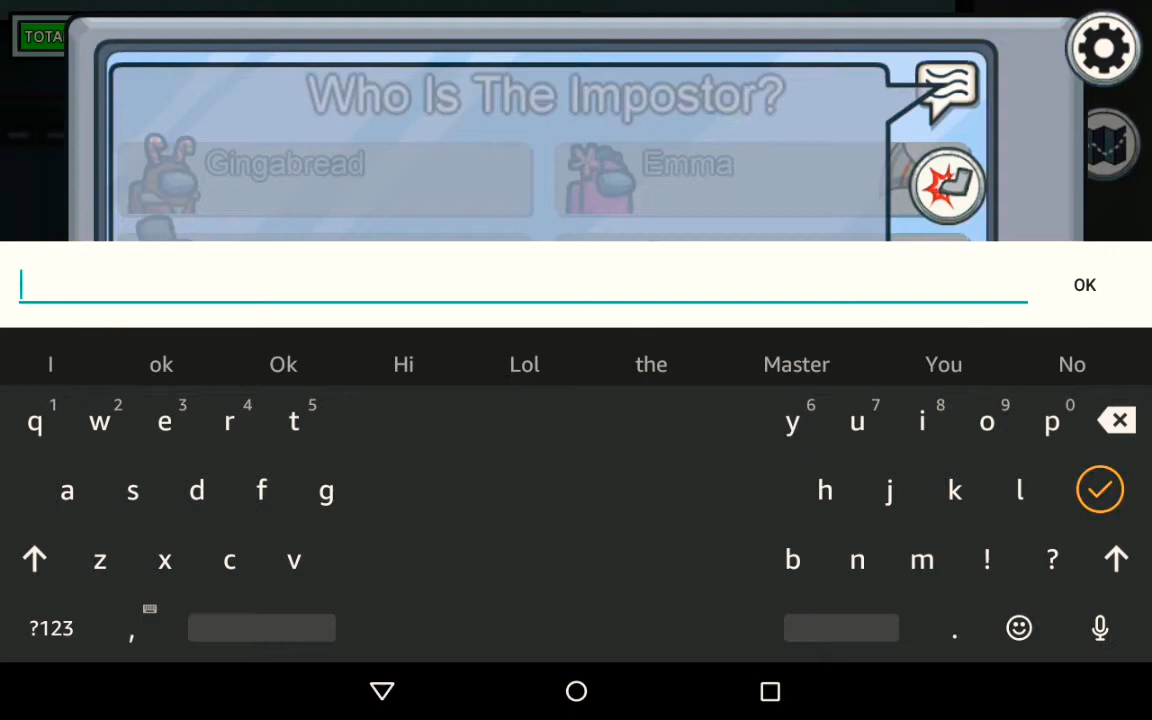 TOTA
Who Is The Impostor?
Gingabread
Emma
OK
I ok Ok Hi Lol the Master You No
q 1 w 2 e 3 r 4 t 5 y 6 u 7 i 8 o 9 p 0
a s d f g h j k l
z x c v b n m ! ?
?123 , .